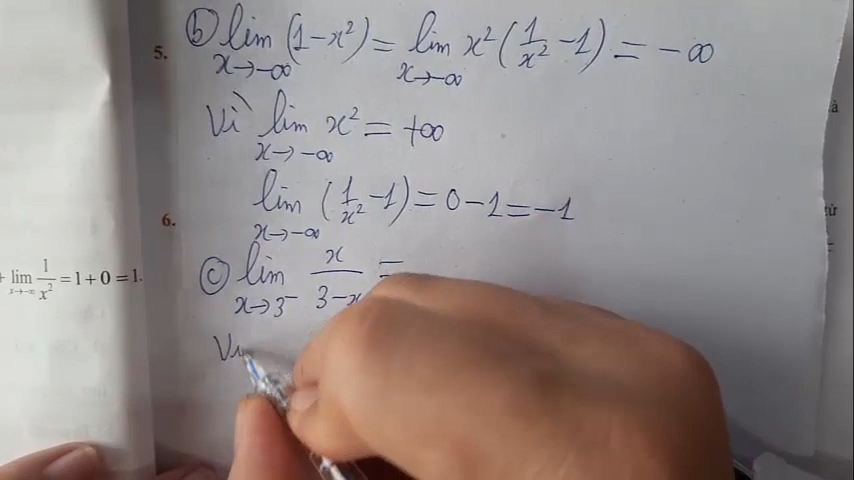 5. b) lim x→-∞ (1-x²) = lim x→-∞ x² (1/x² - 1) = -∞
Vì lim x→-∞ x² = +∞
6. lim x→-∞ (1/x² - 1) = 0 - 1 = -1
+ lim x→-∞ 1/x² = 1 + 0 = 1.
c) lim x→3⁻ x/3-x =
Vì